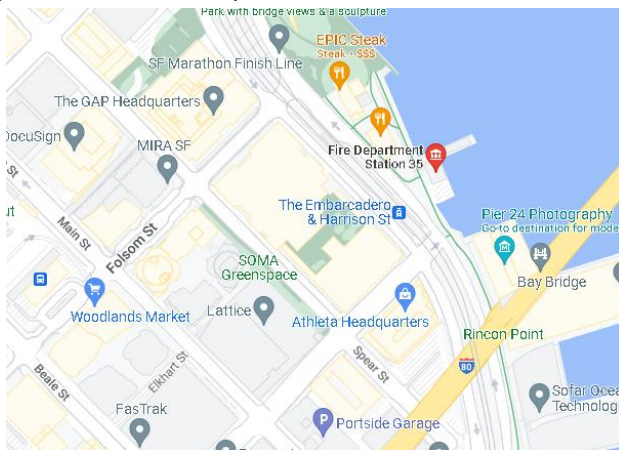 Park with bridge views & a sculpture
EPIC Steak
Steak • $$$
SF Marathon Finish Line
The GAP Headquarters
DocuSign
MIRA SF
Fire Department
Station 35
The Embarcadero
& Harrison St
Pier 24 Photography
Go-to destination for mode
Bay Bridge
ut
Main St
Folsom St
SOMA
Greenspace
Woodlands Market
Lattice
Athleta Headquarters
Rincon Point
Spear St
80
Elkhart St
Beale St
FasTrak
P
Portside Garage
Sofar Ocea
Technolog